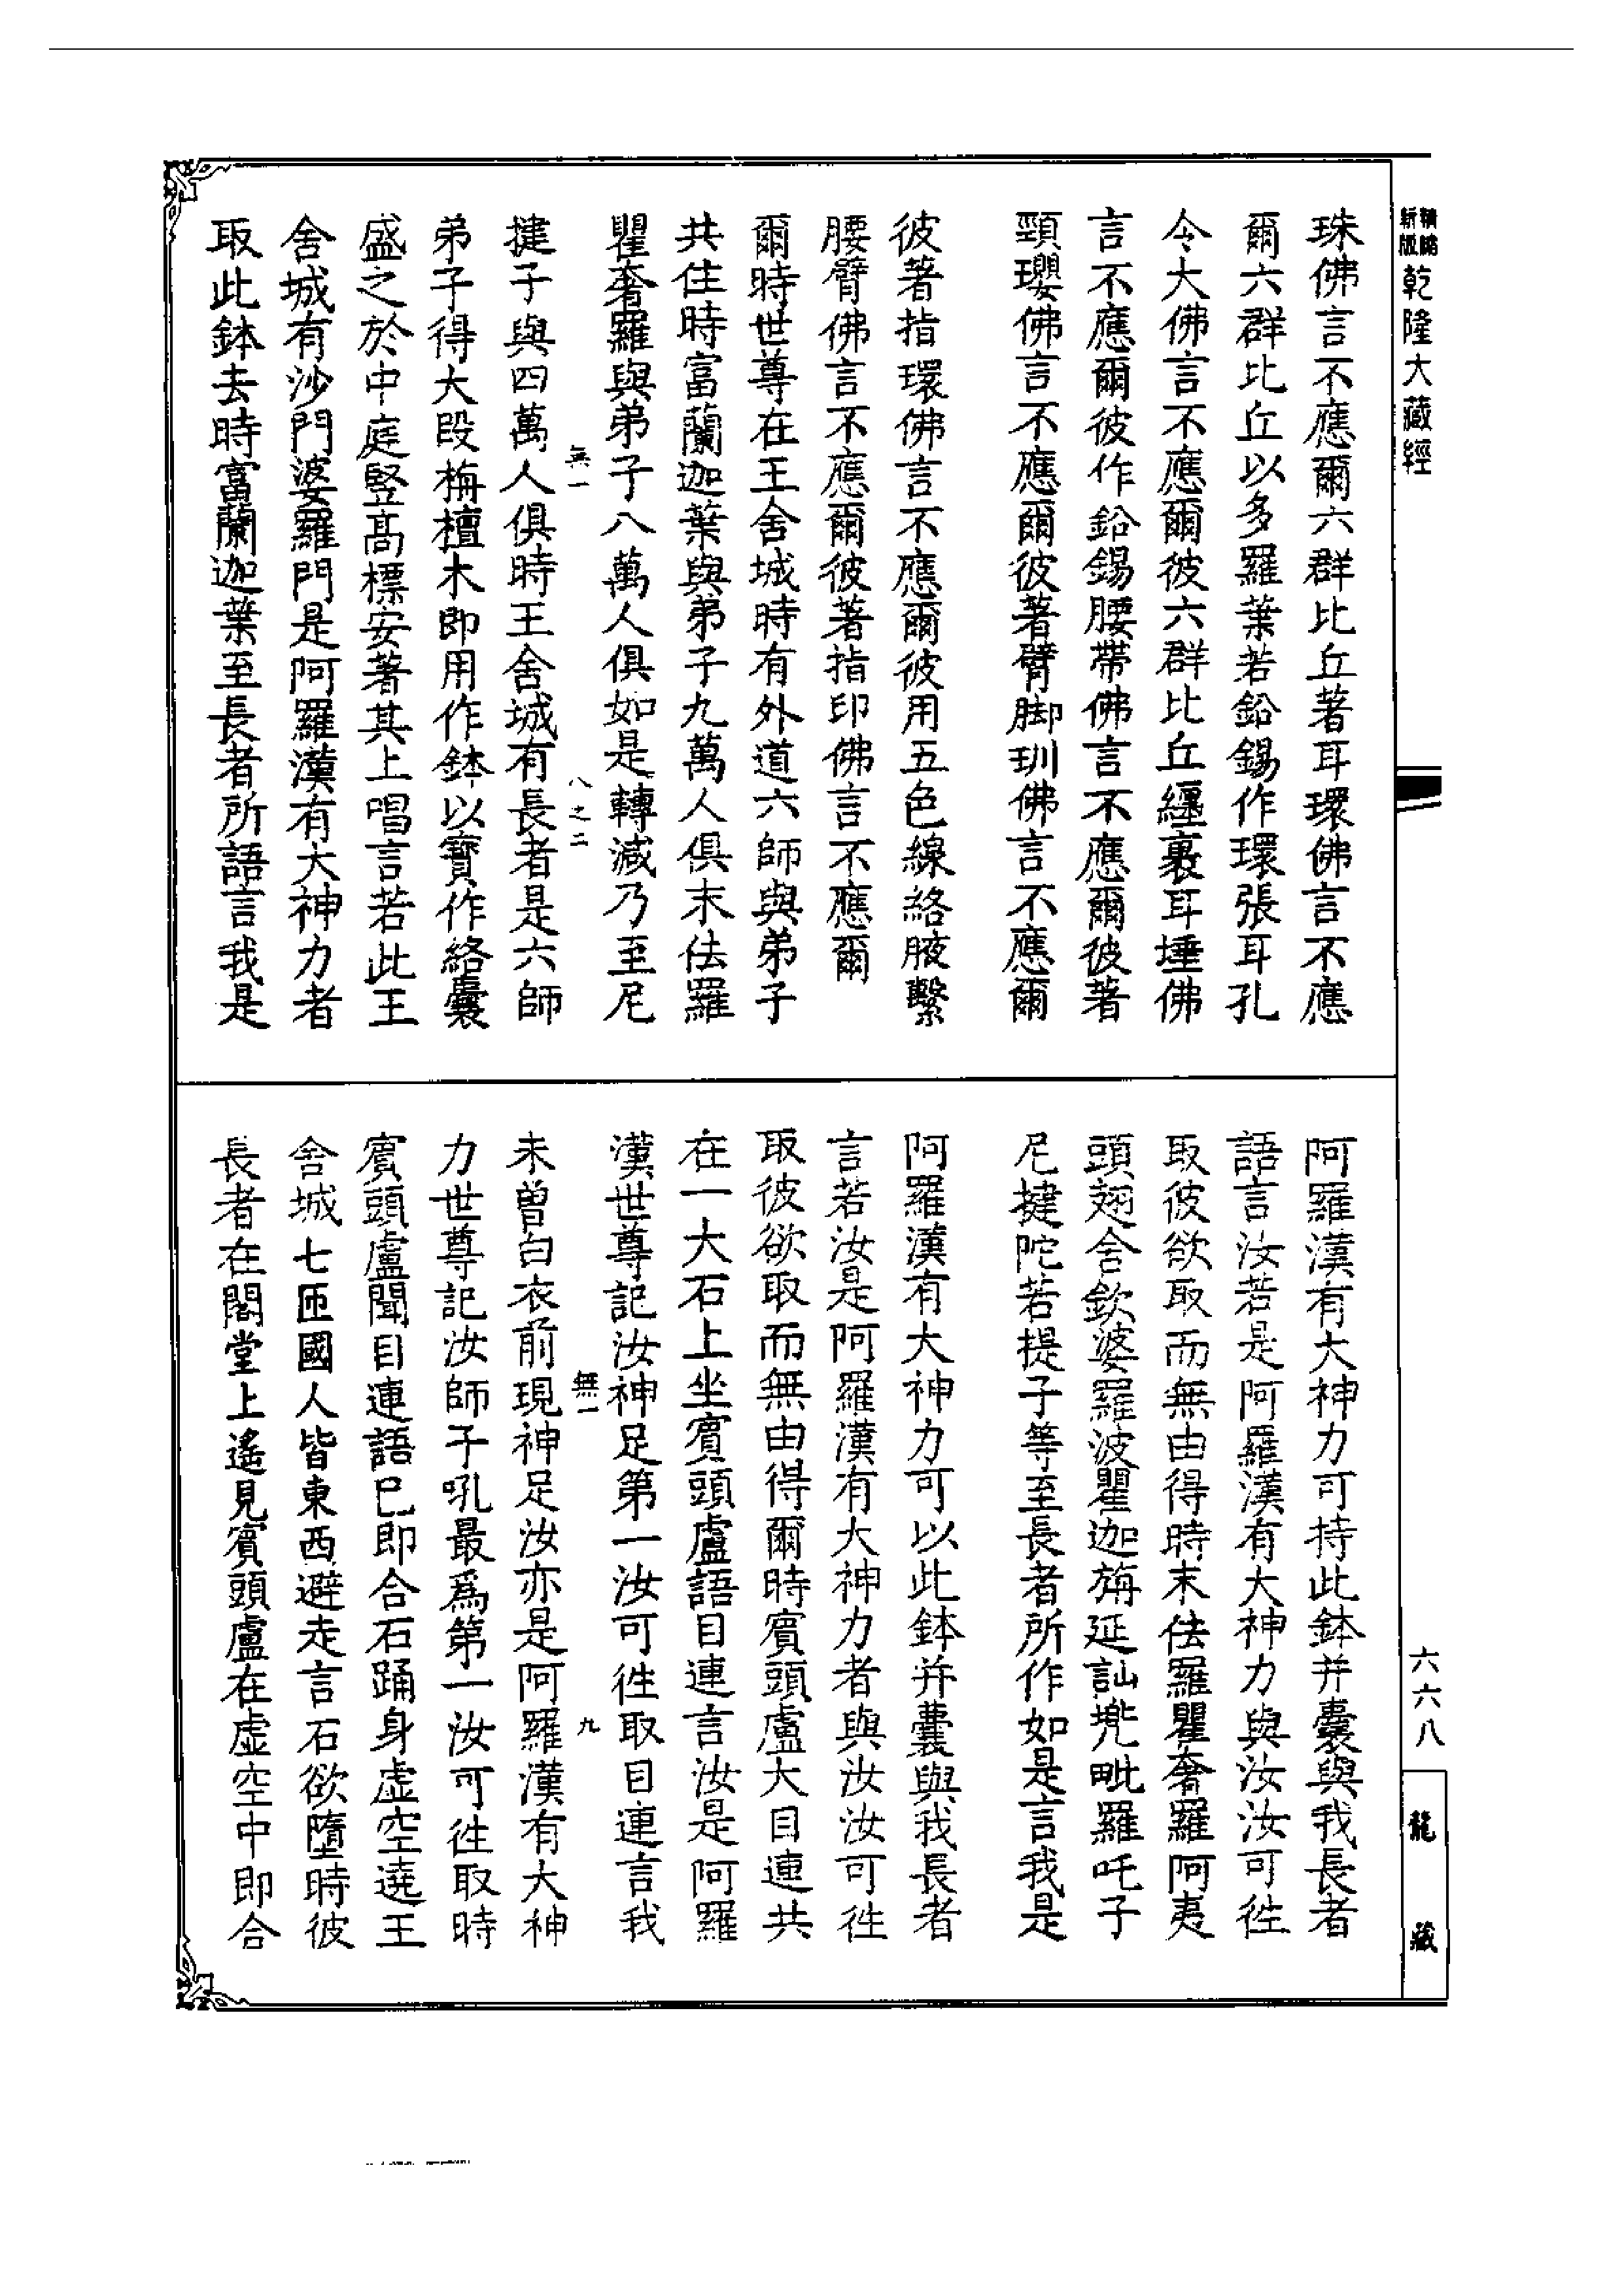 精縮新版乾隆大藏經
珠佛言不應爾六群比丘著耳環佛言不應
爾六群比丘以多羅葉若鉛錫作環張耳孔
令大佛言不應爾彼六群比丘纒裹耳埵佛
言不應爾彼作鉛錫腰帶佛言不應爾彼著
頸瓔佛言不應爾彼著臂脚玔佛言不應爾
彼著指環佛言不應爾彼用五色線絡腋繫
腰臂佛言不應爾彼著指印佛言不應爾
爾時世尊在王舍城時有外道六師與弟子
共住時富蘭迦葉與弟子九萬人俱末佉羅
瞿奢羅與弟子八萬人俱如是轉減乃至尼
無一 八之二
揵子與四萬人俱時王舍城有長者是六師
弟子得大段栴檀木即用作鉢以寶作絡囊
盛之於中庭竪高標安著其上唱言若此王
舍城有沙門婆羅門是阿羅漢有大神力者
取此鉢去時富蘭迦葉至長者所語言我是
阿羅漢有大神力可持此鉢并囊與我長者
語言汝若是阿羅漢有大神力與汝汝可往
取彼欲取而無由得時末佉羅瞿奢羅阿夷
頭翅舍欽婆羅波瞿迦旃延訕兠毗羅吒子
尼揵陀若提子等至長者所作如是言我是
阿羅漢有大神力可以此鉢并囊與我長者
言若汝是阿羅漢有大神力者與汝汝可往
取彼欲取而無由得爾時賓頭盧大目連共
在一大石上坐賓頭盧語目連言汝是阿羅
漢世尊記汝神足第一汝可往取目連言我
無一 九
未曾白衣前現神足汝亦是阿羅漢有大神
力世尊記汝師子吼最爲第一汝可往取時
賓頭盧聞目連語已即合石踊身虛空遶王
舍城七匝國人皆東西避走言石欲墮時彼
長者在閣堂上遙見賓頭盧在虛空中即合
六六八
龍藏